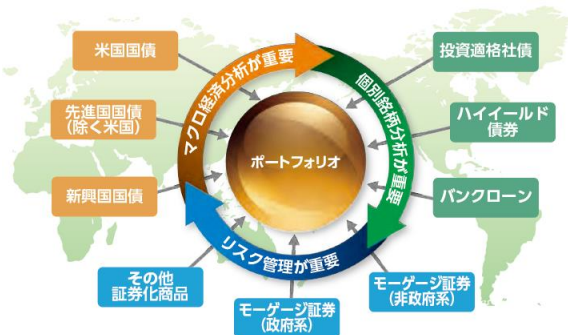 米国国債
先進国国債
(除く米国)
新興国国債
その他
証券化商品
モーゲージ証券
(政府系)
モーゲージ証券
(非政府系)
バンクローン
ハイイールド
債券
投資適格社債
マクロ経済分析が重要
個別銘柄分析が重要
リスク管理が重要
ポートフォリオ